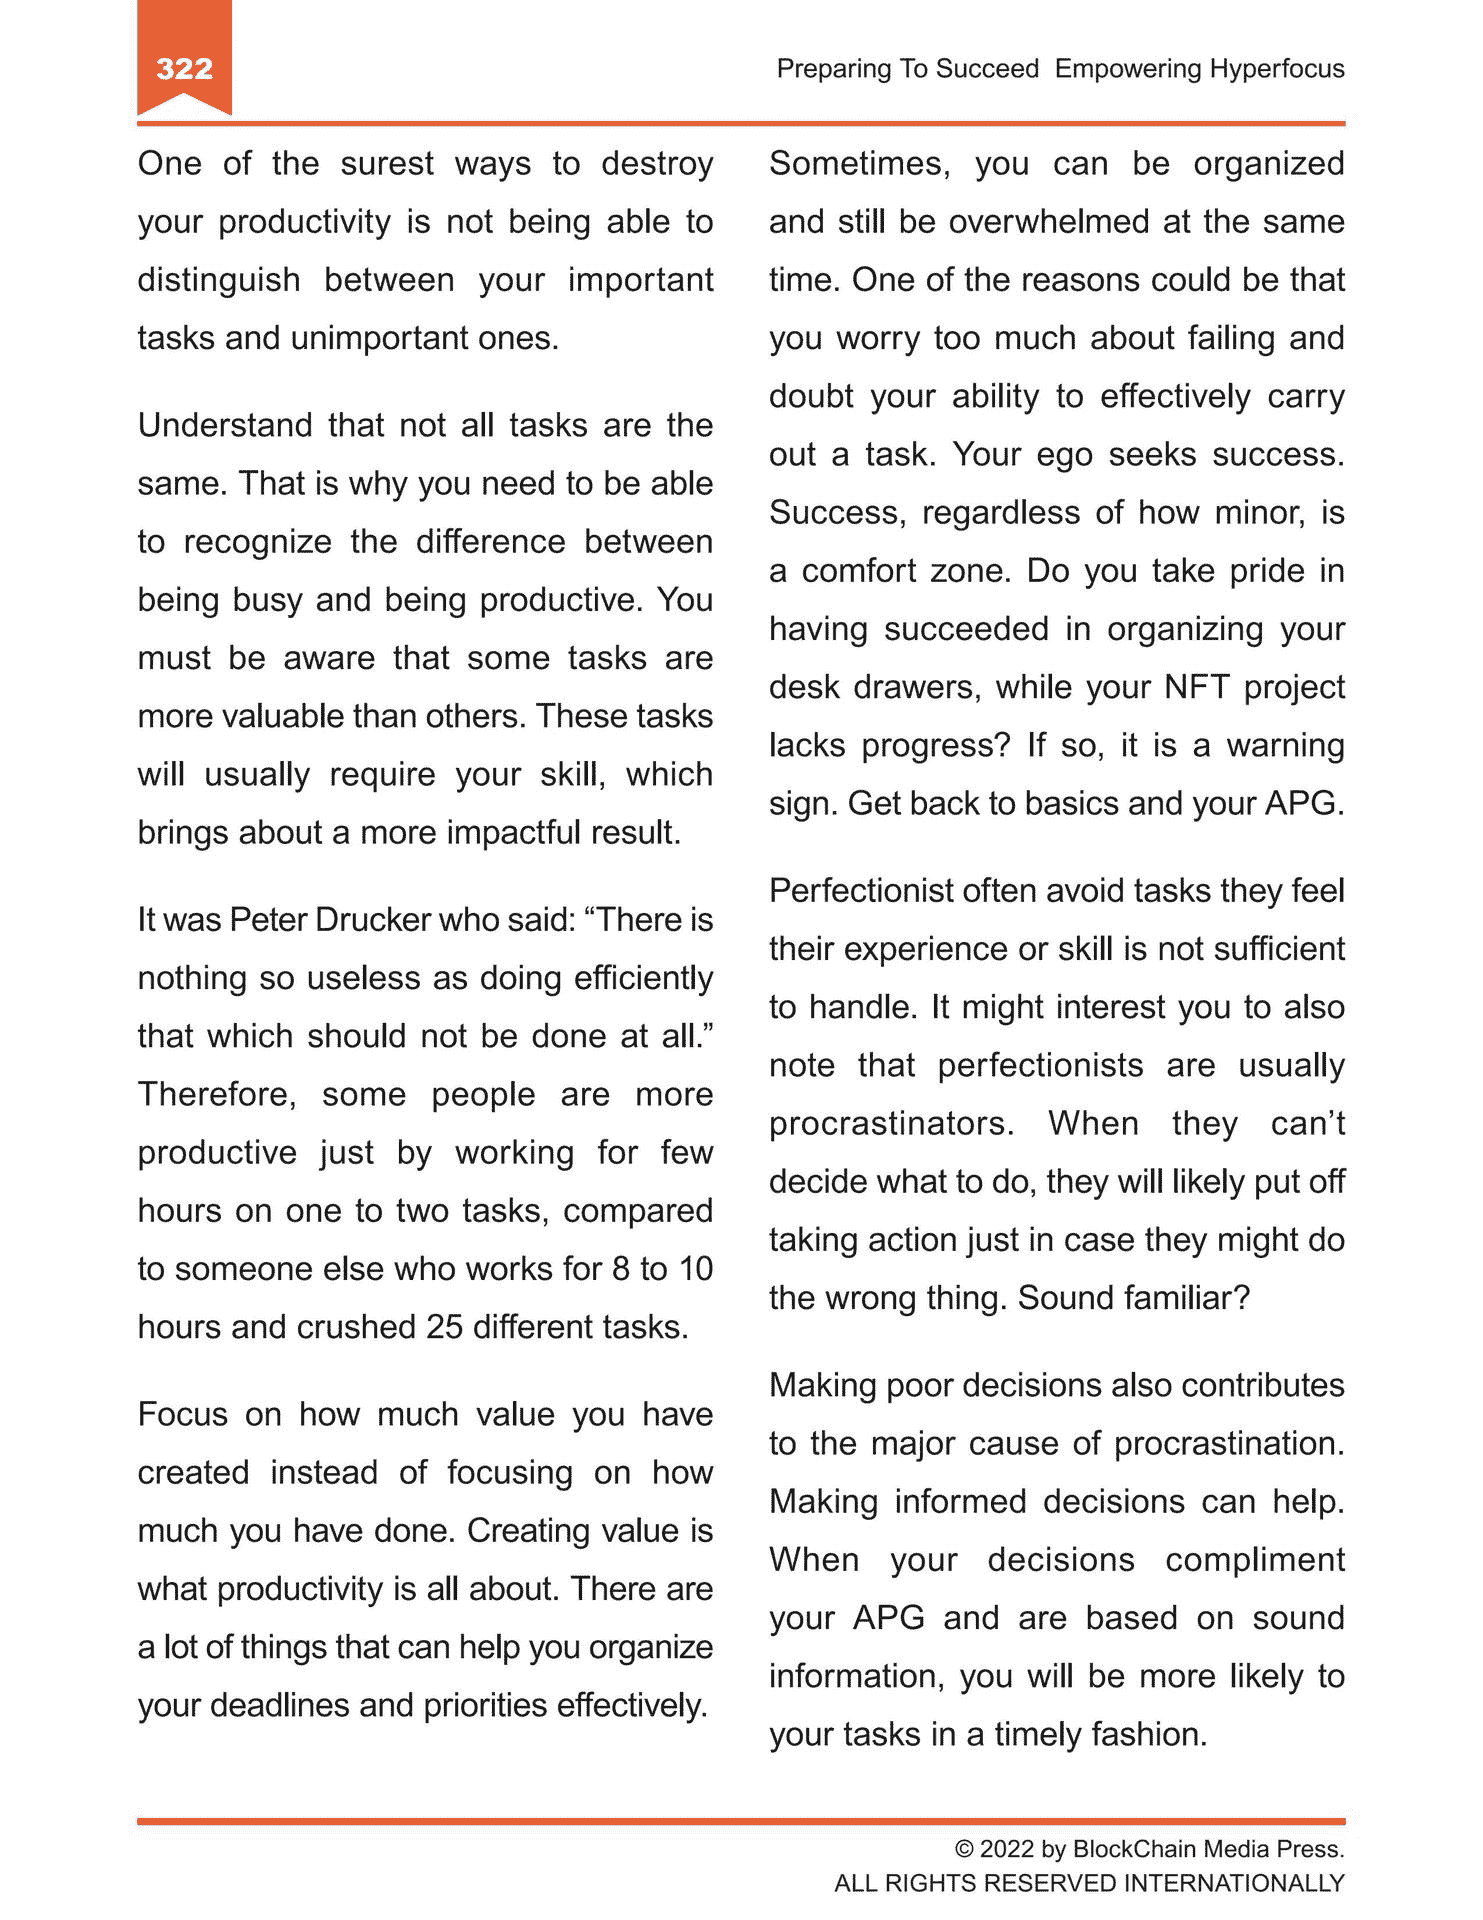 322
Preparing To Succeed  Empowering Hyperfocus
One of the surest ways to destroy
your productivity is not being able to
distinguish between your important
tasks and unimportant ones.
Understand that not all tasks are the
same. That is why you need to be able
to recognize the difference between
being busy and being productive. You
must be aware that some tasks are
more valuable than others. These tasks
will usually require your skill, which
brings about a more impactful result.
It was Peter Drucker who said: “There is
nothing so useless as doing efficiently
that which should not be done at all.”
Therefore, some people are more
productive just by working for few
hours on one to two tasks, compared
to someone else who works for 8 to 10
hours and crushed 25 different tasks.
Focus on how much value you have
created instead of focusing on how
much you have done. Creating value is
what productivity is all about. There are
a lot of things that can help you organize
your deadlines and priorities effectively.
Sometimes, you can be organized
and still be overwhelmed at the same
time. One of the reasons could be that
you worry too much about failing and
doubt your ability to effectively carry
out a task. Your ego seeks success.
Success, regardless of how minor, is
a comfort zone. Do you take pride in
having succeeded in organizing your
desk drawers, while your NFT project
lacks progress? If so, it is a warning
sign. Get back to basics and your APG.
Perfectionist often avoid tasks they feel
their experience or skill is not sufficient
to handle. It might interest you to also
note that perfectionists are usually
procrastinators. When they can’t
decide what to do, they will likely put off
taking action just in case they might do
the wrong thing. Sound familiar?
Making poor decisions also contributes
to the major cause of procrastination.
Making informed decisions can help.
When your decisions compliment
your APG and are based on sound
information, you will be more likely to
your tasks in a timely fashion.
© 2022 by BlockChain Media Press.
ALL RIGHTS RESERVED INTERNATIONALLY